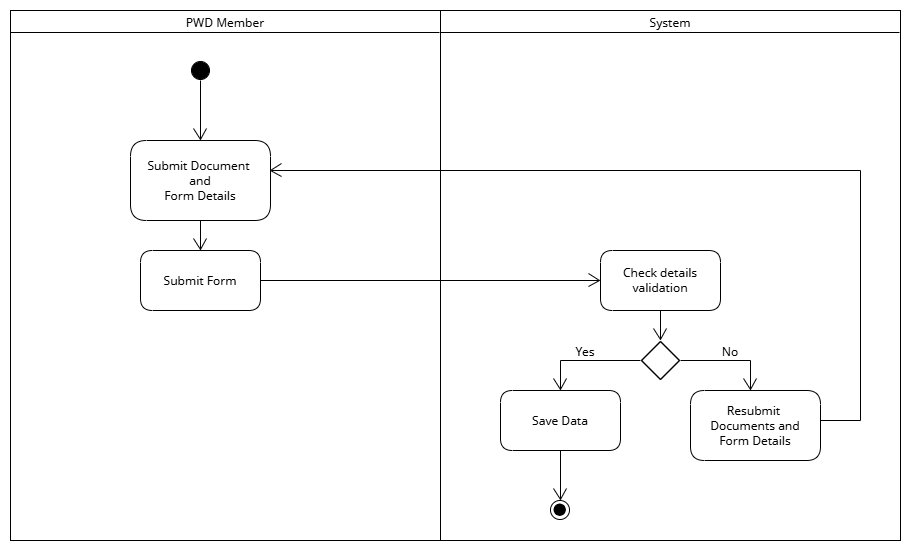 PWD Member
System
Submit Document
and
Form Details
Submit Form
Check details
validation
Yes
No
Save Data
Resubmit
Documents and
Form Details